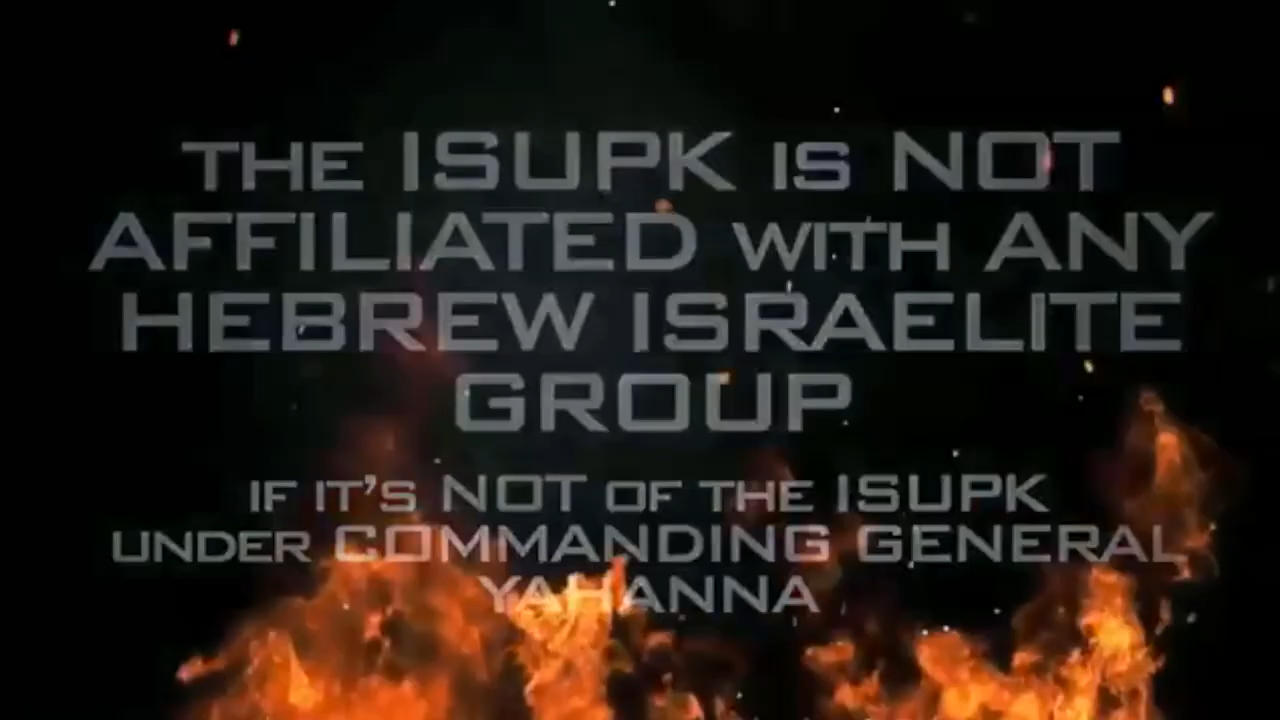 THE ISUPK IS NOT
AFFILIATED WITH ANY
HEBREW ISRAELITE
GROUP
IF IT'S NOT OF THE ISUPK
UNDER COMMANDING GENERAL
YAHANNA